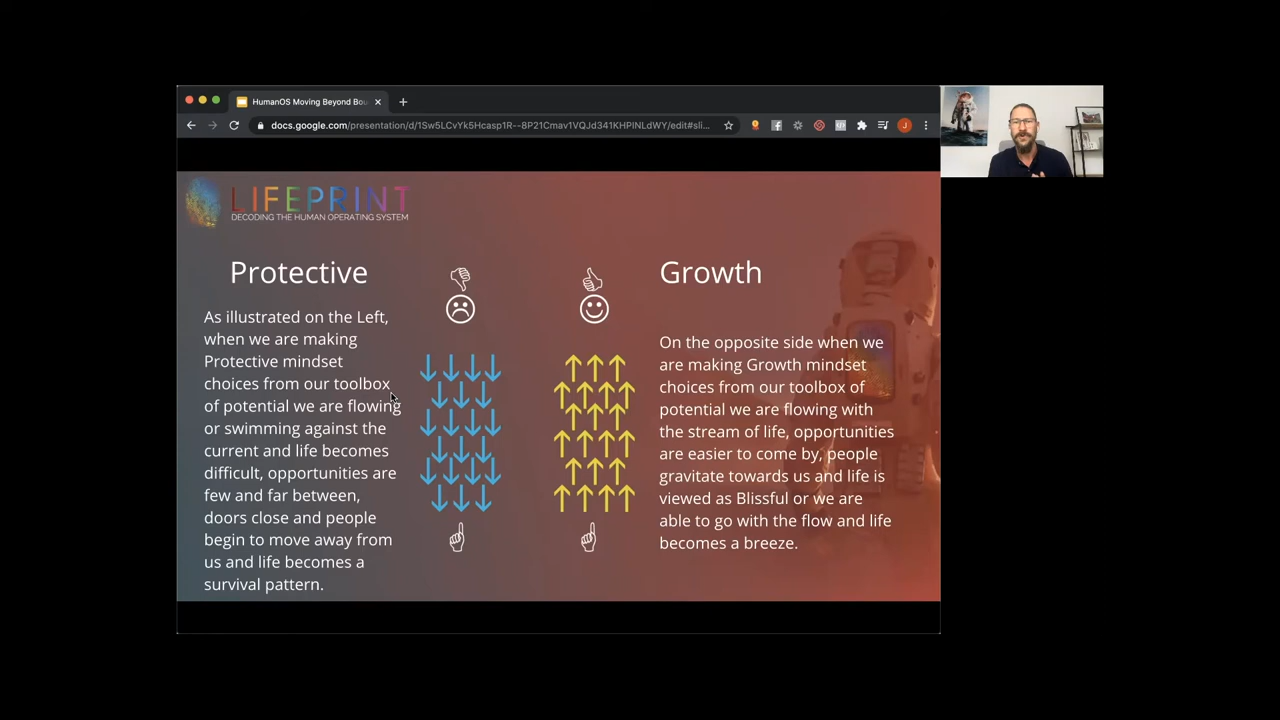 HumanOS Moving Beyond Bou
docs.google.com/presentation/d/1Sw5LCvYk5Hcasp1R--8P21Cmav1VQJd341KHPINLdWY/edit#sli...
J
LIFEPRINT
DECODING THE HUMAN OPERATING SYSTEM
Protective
As illustrated on the Left,
when we are making
Protective mindset
choices from our toolbox
of potential we are flowing
or swimming against the
current and life becomes
difficult, opportunities are
few and far between,
doors close and people
begin to move away from
us and life becomes a
survival pattern.
Growth
On the opposite side when we
are making Growth mindset
choices from our toolbox of
potential we are flowing with
the stream of life, opportunities
are easier to come by, people
gravitate towards us and life is
viewed as Blissful or we are
able to go with the flow and life
becomes a breeze.